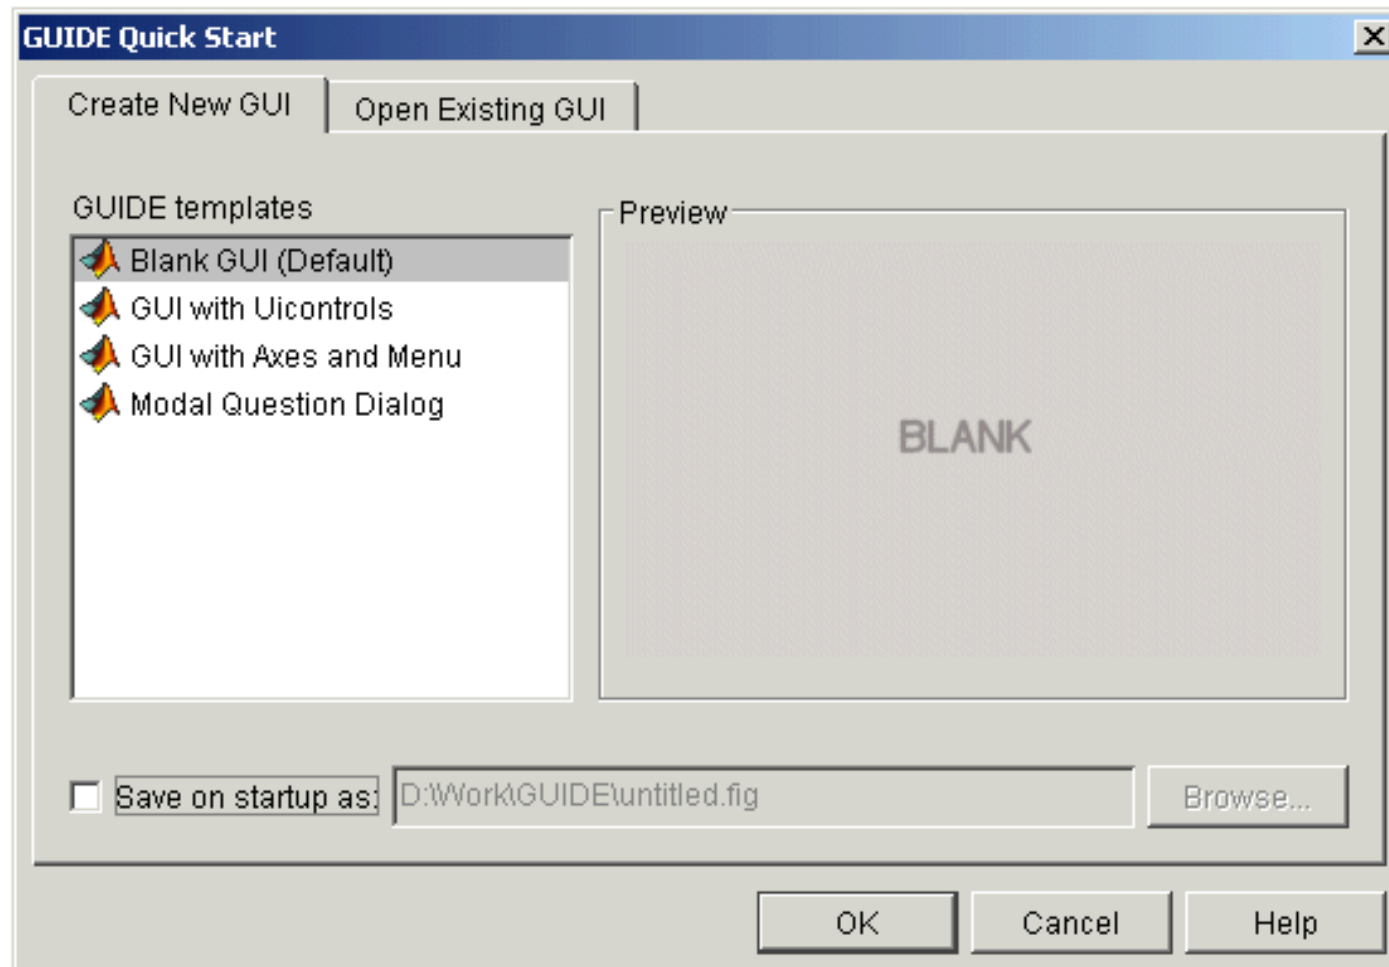 GUIDE Quick Start
Create New GUI
Open Existing GUI
GUIDE templates
Blank GUI (Default)
GUI with Uicontrols
GUI with Axes and Menu
Modal Question Dialog
Preview
BLANK
Save on startup as:
D:\Work\GUIDE\untitled.fig
Browse...
OK
Cancel
Help